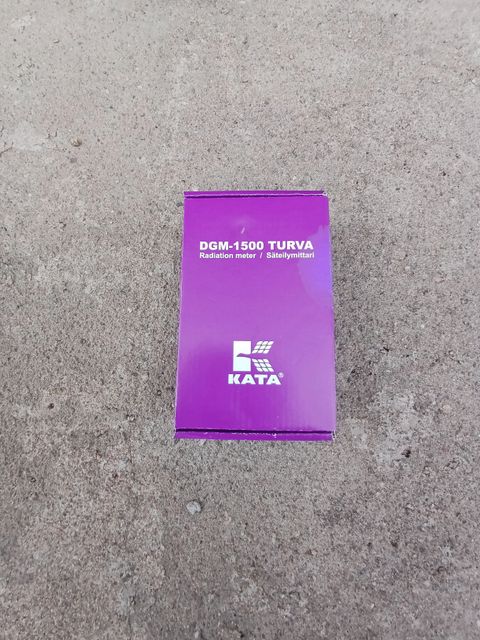 DGM-1500 TURVA
Radiation meter / Säteilymittari
KATA®